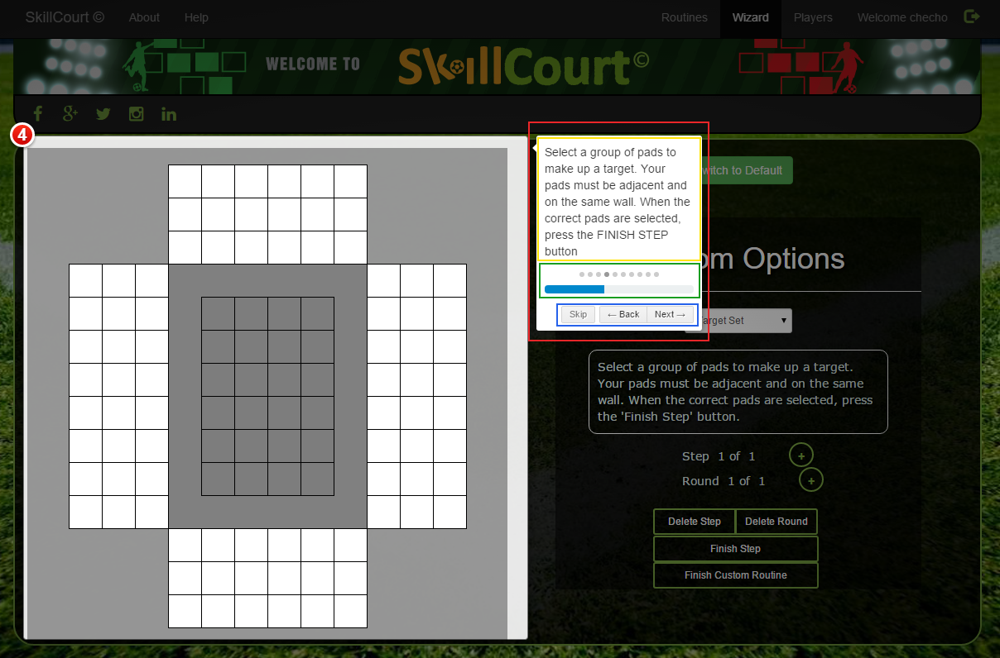 SkillCourt © About Help Routines Wizard Players Welcome checho
WELCOME TO SkillCourt©
4
Select a group of pads to
make up a target. Your
pads must be adjacent and
on the same wall. When the
correct pads are selected,
press the FINISH STEP
button
Skip ← Back Next →
witch to Default
om Options
Target Set
Select a group of pads to make up a target.
Your pads must be adjacent and on the same
wall. When the correct pads are selected, press
the 'Finish Step' button.
Step 1 of 1 +
Round 1 of 1 +
Delete Step Delete Round
Finish Step
Finish Custom Routine